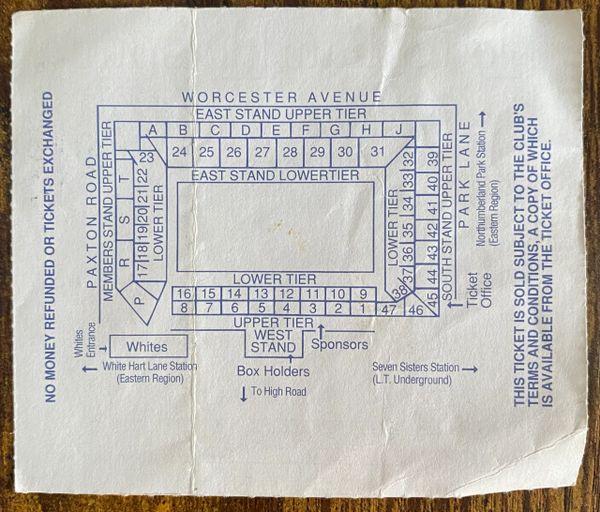 NO MONEY REFUNDED OR TICKETS EXCHANGED
WORCESTER AVENUE
EAST STAND UPPER TIER
A B C D E F G H J
24 25 26 27 28 29 30 31
EAST STAND LOWERTIER
PAXTON ROAD
MEMBERS STAND UPPER TIER
P R S T
17 18 19 20 21 22 23
LOWER TIER
LOWER TIER
32 33 34 35 36 37 38
39 40 41 42 43 44 45
SOUTH STAND UPPER TIER
PARK LANE
Northumberland Park Station →
(Eastern Region)
← Ticket
Office
LOWER TIER
16 15 14 13 12 11 10 9
8 7 6 5 4 3 2 1 47 46
UPPER TIER
WEST
STAND
Sponsors
Box Holders
↓ To High Road
Whites
Entrance
Whites
White Hart Lane Station
(Eastern Region)
Seven Sisters Station →
(L.T. Underground)
THIS TICKET IS SOLD SUBJECT TO THE CLUB'S
TERMS AND CONDITIONS, A COPY OF WHICH
IS AVAILABLE FROM THE TICKET OFFICE.